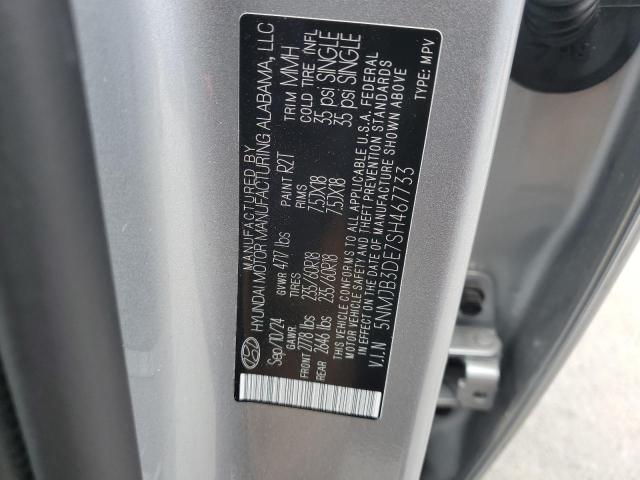 MANUFACTURED BY
HYUNDAI MOTOR MANUFACTURING ALABAMA, LLC
Sep/10/24 GVWR 4717 lbs PAINT R2T TRIM MMH
GAWR TIRES RIMS COLD TIRE INFL
FRONT 2778 lbs 235/60R18 7.5JX18 35 psi SINGLE
REAR 2646 lbs 235/60R18 7.5JX18 35 psi SINGLE
THIS VEHICLE CONFORMS TO ALL APPLICABLE U.S.A. FEDERAL
MOTOR VEHICLE SAFETY AND THEFT PREVENTION STANDARDS
IN EFFECT ON THE DATE OF MANUFACTURE SHOWN ABOVE
V.I.N 5NMJB3DE7SH467733 TYPE: MPV